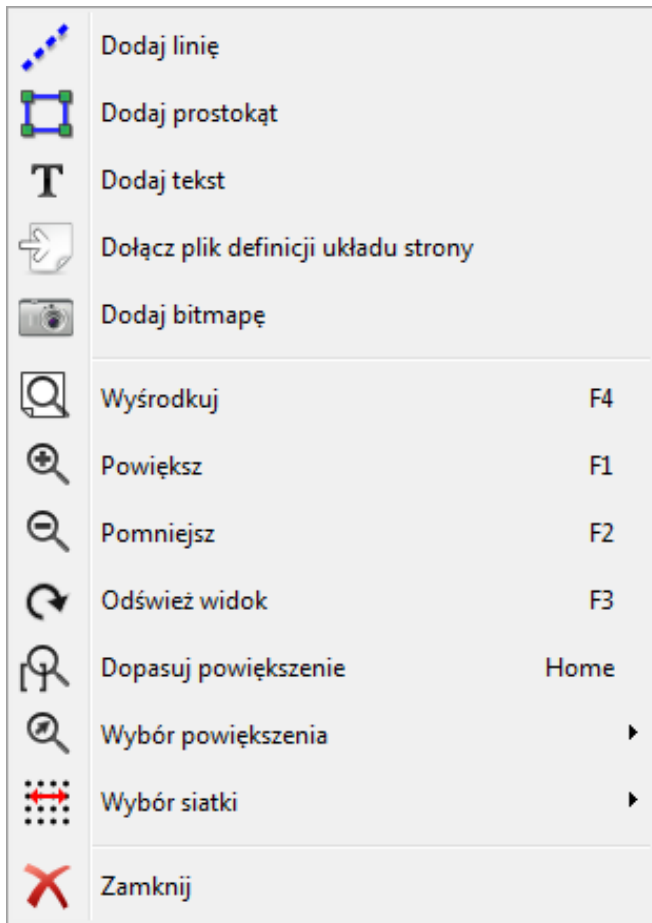 Dodaj linię
Dodaj prostokąt
Dodaj tekst
Dołącz plik definicji układu strony
Dodaj bitmapę
Wyśrodkuj F4
Powiększ F1
Pomniejsz F2
Odśwież widok F3
Dopasuj powiększenie Home
Wybór powiększenia
Wybór siatki
Zamknij